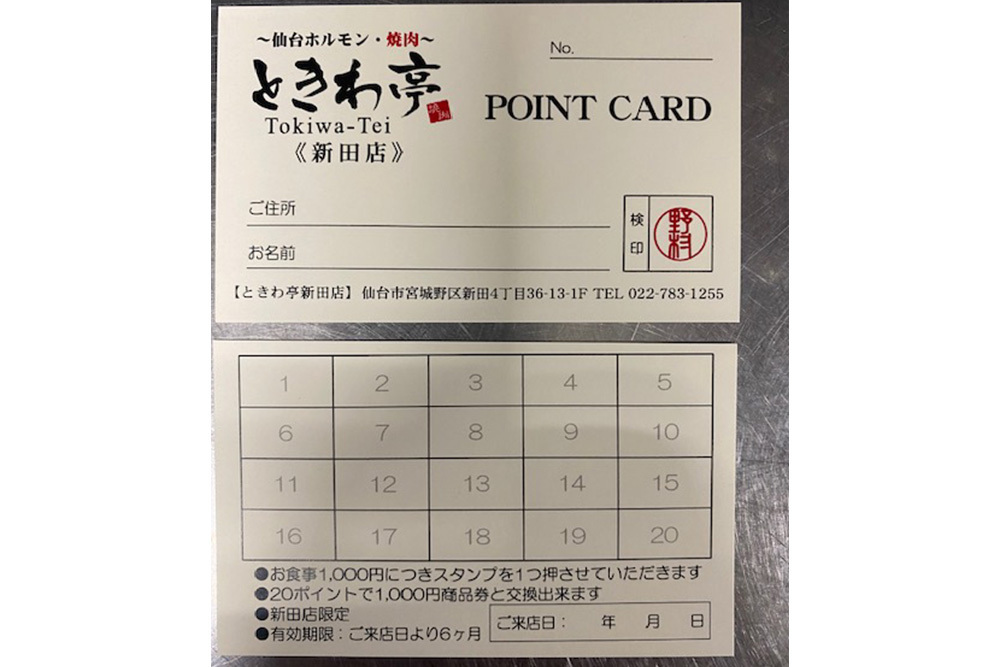 ～仙台ホルモン・焼肉～
ときわ亭
焼肉
Tokiwa-Tei
《新田店》
No.
POINT CARD
ご住所
お名前
検印
野村
【ときわ亭新田店】 仙台市宮城野区新田4丁目36-13-1F TEL 022-783-1255
1 2 3 4 5
6 7 8 9 10
11 12 13 14 15
16 17 18 19 20
●お食事1,000円につきスタンプを1つ押させていただきます
●20ポイントで1,000円商品券と交換出来ます
●新田店限定
●有効期限：ご来店日より6ヶ月
ご来店日： 年 月 日